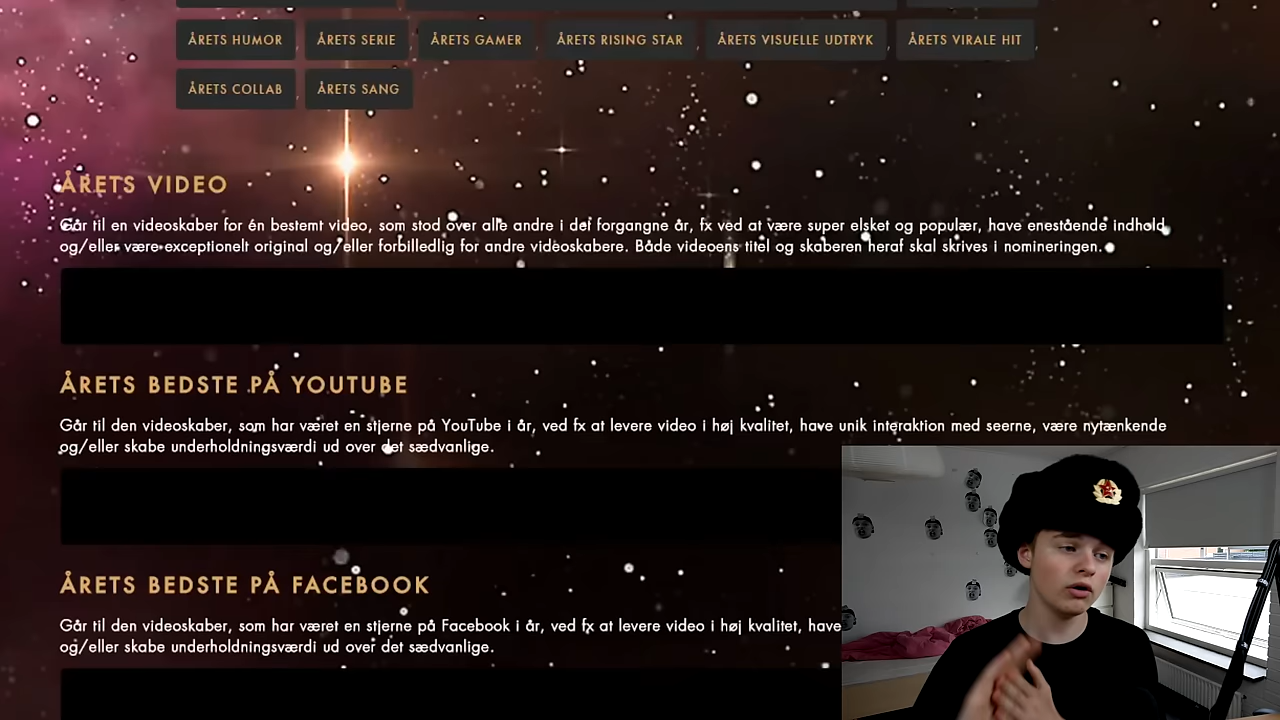 ÅRETS HUMOR ÅRETS SERIE ÅRETS GAMER ÅRETS RISING STAR ÅRETS VISUELLE UDTRYK ÅRETS VIRALE HIT
ÅRETS COLLAB ÅRETS SANG
ÅRETS VIDEO
Går til en videoskaber for én bestemt video, som stod over alle andre i det forgangne år, fx ved at være super elsket og populær, have enestående indhold
og/eller være exceptionelt original og/eller forbilledlig for andre videoskabere. Både videoens titel og skaberen heraf skal skrives i nomineringen.
ÅRETS BEDSTE PÅ YOUTUBE
Går til den videoskaber, som har været en stjerne på YouTube i år, ved fx at levere video i høj kvalitet, have unik interaktion med seerne, være nytænkende
og/eller skabe underholdningsværdi ud over det sædvanlige.
ÅRETS BEDSTE PÅ FACEBOOK
Går til den videoskaber, som har været en stjerne på Facebook i år, ved fx at levere video i høj kvalitet, have
og/eller skabe underholdningsværdi ud over det sædvanlige.